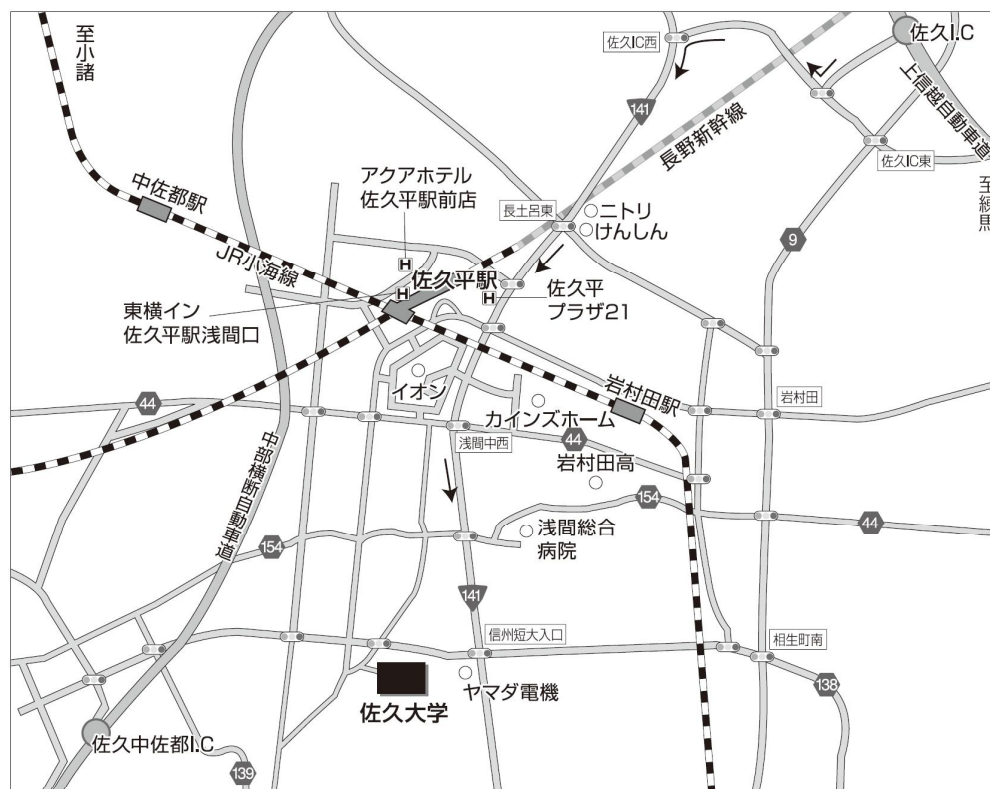 至小諸
佐久IC西
佐久I.C
上信越自動車道
141
長野新幹線
佐久IC東
至練馬
中佐都駅
アクアホテル
佐久平駅前店
長土呂東
ニトリ
けんしん
9
JR小海線
佐久平駅
東横イン
佐久平駅浅間口
佐久平
プラザ21
イオン
岩村田駅
岩村田
44
カインズホーム
浅間中西
44
岩村田高
中部横断自動車道
154
浅間総合
病院
44
154
141
信州短大入口
相生町南
ヤマダ電機
138
佐久大学
佐久中佐都I.C
139